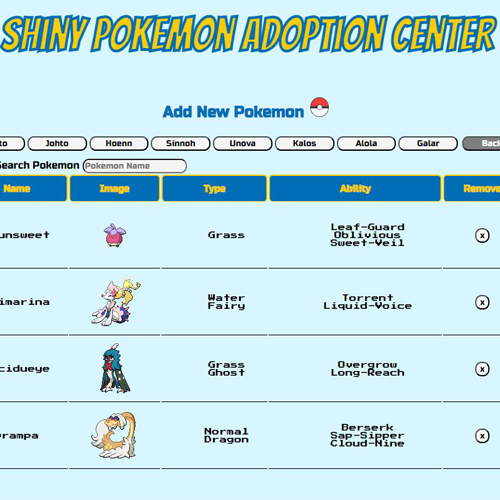 SHINY POKEMON ADOPTION CENTER
Add New Pokemon
to Johto Hoenn Sinnoh Unova Kalos Alola Galar Back
Search Pokemon Pokemon Name
Name Image Type Ability Remove
unsweet Grass Leaf-Guard
Oblivious
Sweet-Veil
x
imarina Water Torrent
Fairy Liquid-Voice
x
cidueye Grass Overgrow
Ghost Long-Reach
x
rampa Normal Berserk
Dragon Sap-Sipper
Cloud-Nine
x